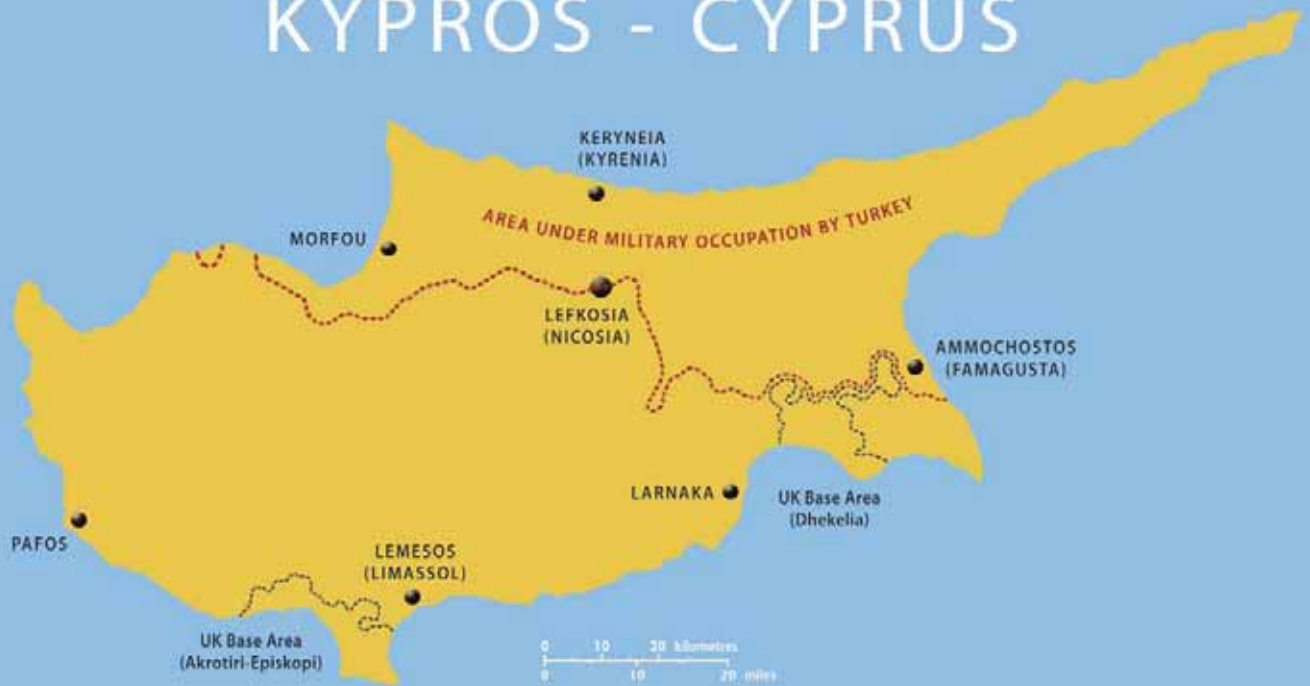 KYPROS - CYPRUS
KERYNEIA
(KYRENIA)
AREA UNDER MILITARY OCCUPATION BY TURKEY
MORFOU
LEFKOSIA
(NICOSIA)
AMMOCHOSTOS
(FAMAGUSTA)
LARNAKA
UK Base Area
(Dhekelia)
PAFOS
LEMESOS
(LIMASSOL)
UK Base Area
(Akrotiri-Episkopi)
0 10 20 kilometres
0 10 20 miles